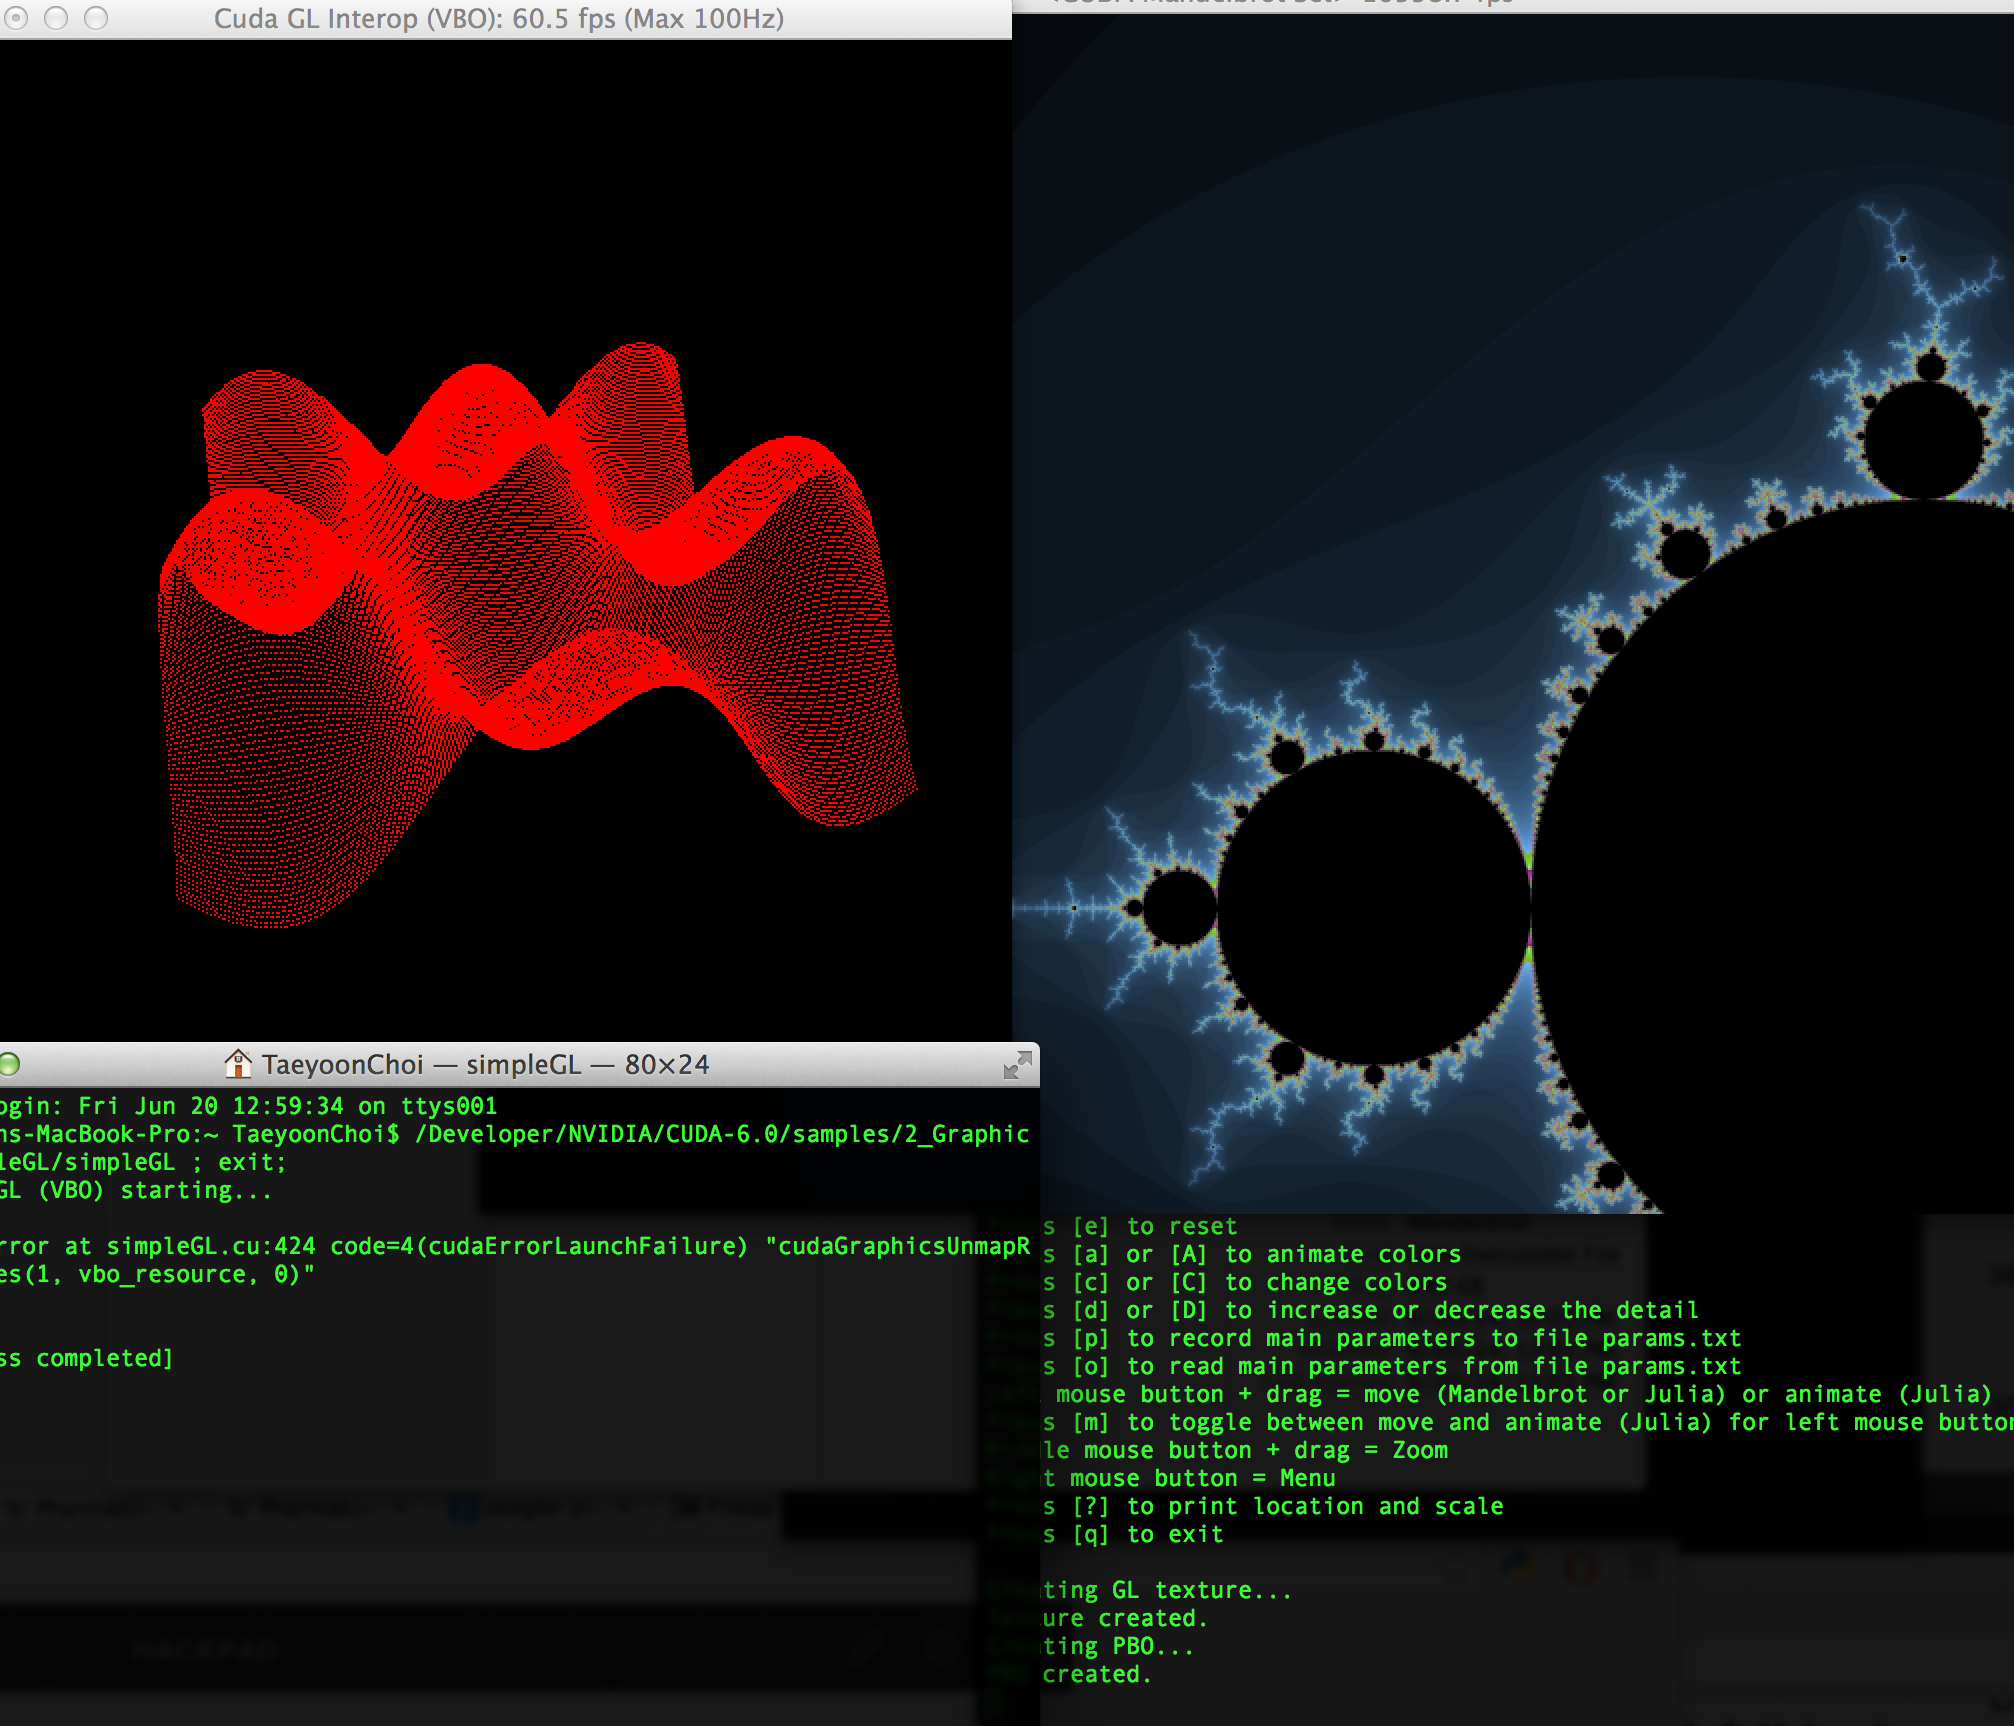 Cuda GL Interop (VBO): 60.5 fps (Max 100Hz)
TaeyoonChoi — simpleGL — 80×24
ogin: Fri Jun 20 12:59:34 on ttys001
ns-MacBook-Pro:~ TaeyoonChoi$ /Developer/NVIDIA/CUDA-6.0/samples/2_Graphic
leGL/simpleGL ; exit;
GL (VBO) starting...
rror at simpleGL.cu:424 code=4(cudaErrorLaunchFailure) "cudaGraphicsUnmapR
es(1, vbo_resource, 0)"
ss completed]
s [e] to reset
s [a] or [A] to animate colors
s [c] or [C] to change colors
s [d] or [D] to increase or decrease the detail
s [p] to record main parameters to file params.txt
s [o] to read main parameters from file params.txt
mouse button + drag = move (Mandelbrot or Julia) or animate (Julia)
s [m] to toggle between move and animate (Julia) for left mouse button
le mouse button + drag = Zoom
t mouse button = Menu
s [?] to print location and scale
s [q] to exit
ting GL texture...
ure created.
ting PBO...
created.
HACKPAD